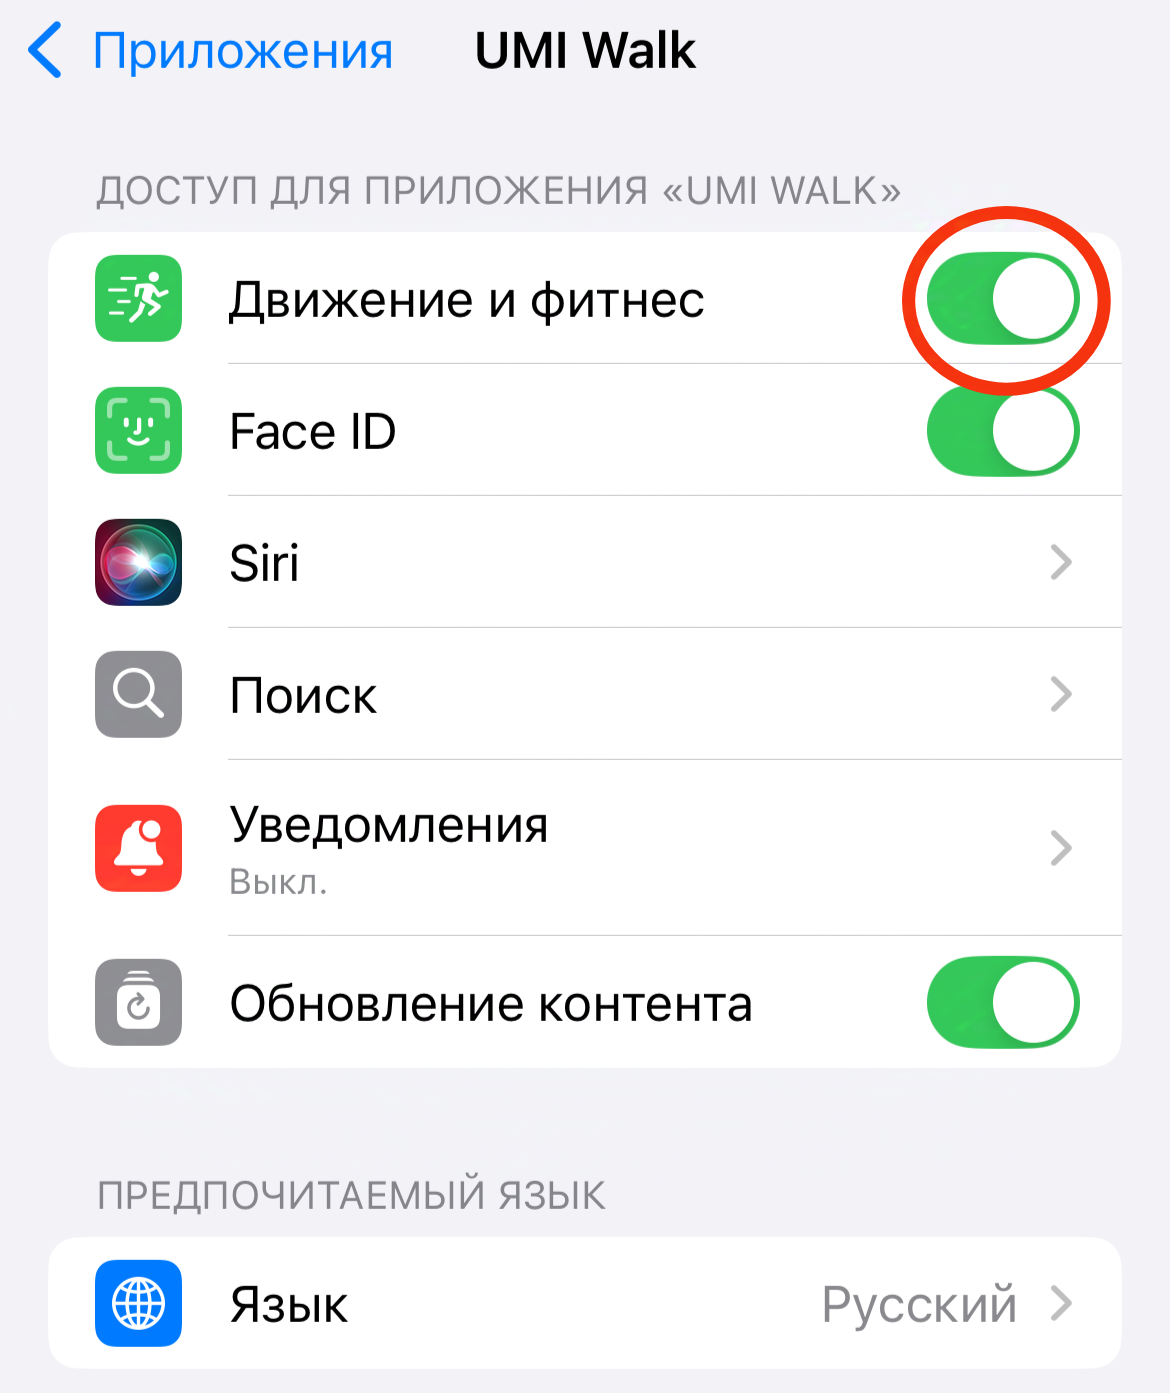 Приложения UMI Walk
ДОСТУП ДЛЯ ПРИЛОЖЕНИЯ «UMI WALK»
Движение и фитнес
Face ID
Siri
Поиск
Уведомления
Выкл.
Обновление контента
ПРЕДПОЧИТАЕМЫЙ ЯЗЫК
Язык Русский